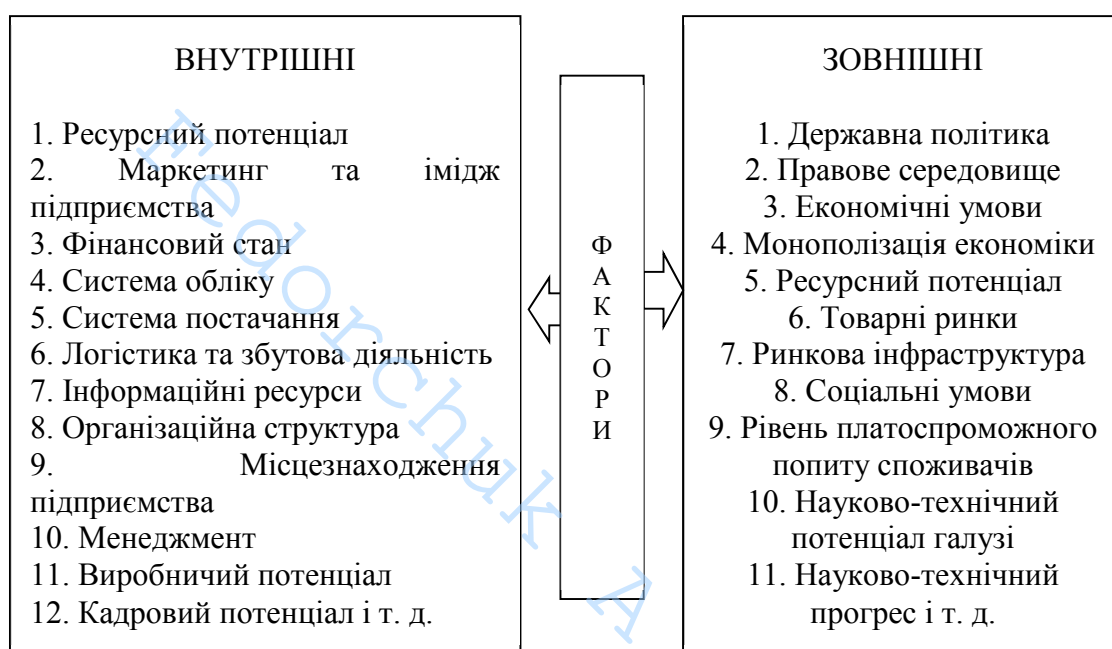 ВНУТРІШНІ
1. Ресурсний потенціал
2. Маркетинг та імідж
підприємства
3. Фінансовий стан
4. Система обліку
5. Система постачання
6. Логістика та збутова діяльність
7. Інформаційні ресурси
8. Організаційна структура
9. Місцезнаходження
підприємства
10. Менеджмент
11. Виробничий потенціал
12. Кадровий потенціал і т. д.
Ф
А
К
Т
О
Р
И
ЗОВНІШНІ
1. Державна політика
2. Правове середовище
3. Економічні умови
4. Монополізація економіки
5. Ресурсний потенціал
6. Товарні ринки
7. Ринкова інфраструктура
8. Соціальні умови
9. Рівень платоспроможного
попиту споживачів
10. Науково-технічний
потенціал галузі
11. Науково-технічний
прогрес і т. д.
Fedorchuk A